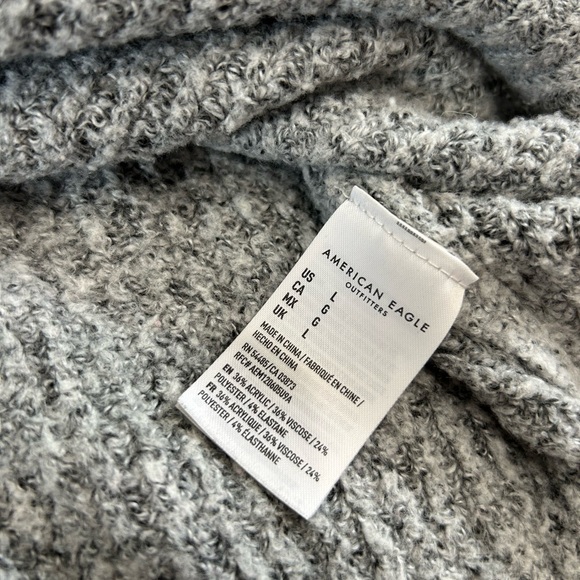 AMERICAN EAGLE
OUTFITTERS
US L
CA G
MX G
UK L
MADE IN CHINA / FABRIQUÉ EN CHINE /
HECHO EN CHINA
RN 54485/CA 03873
EN 36% ACRYLIC / 36% VISCOSE / 24%
POLYESTER / 4% ELASTANE
FR 36% ACRYLIQUE / 36% VISCOSE / 24%
POLYESTER / 4% ÉLASTHANNE